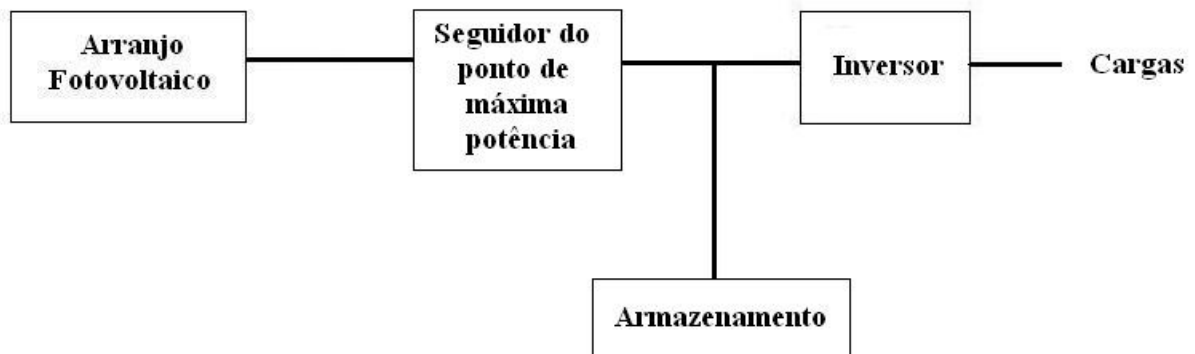 Arranjo
Fotovoltaico
Seguidor do
ponto de
máxima
potência
Inversor
Cargas
Armazenamento